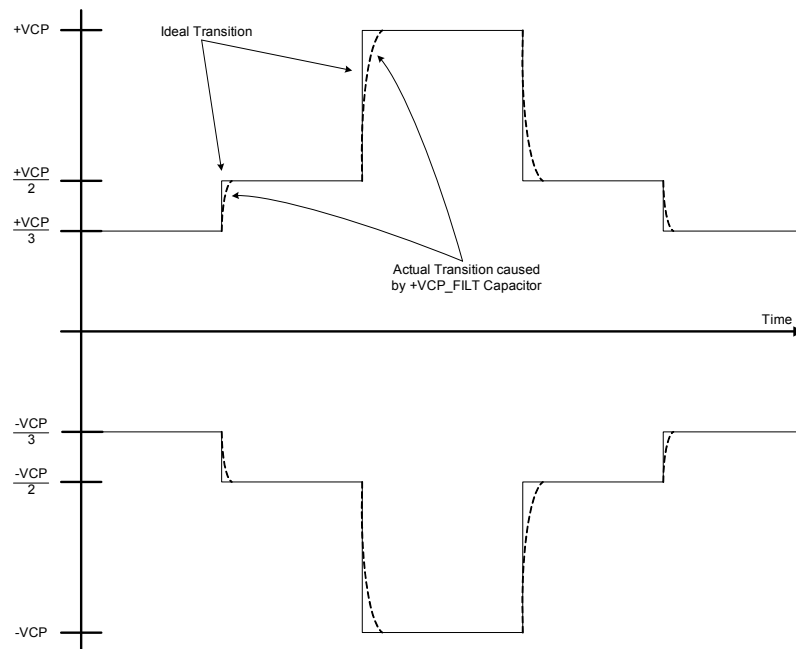 +VCP
Ideal Transition
+VCP
2
+VCP
3
Actual Transition caused
by +VCP_FILT Capacitor
Time
-VCP
3
-VCP
2
-VCP